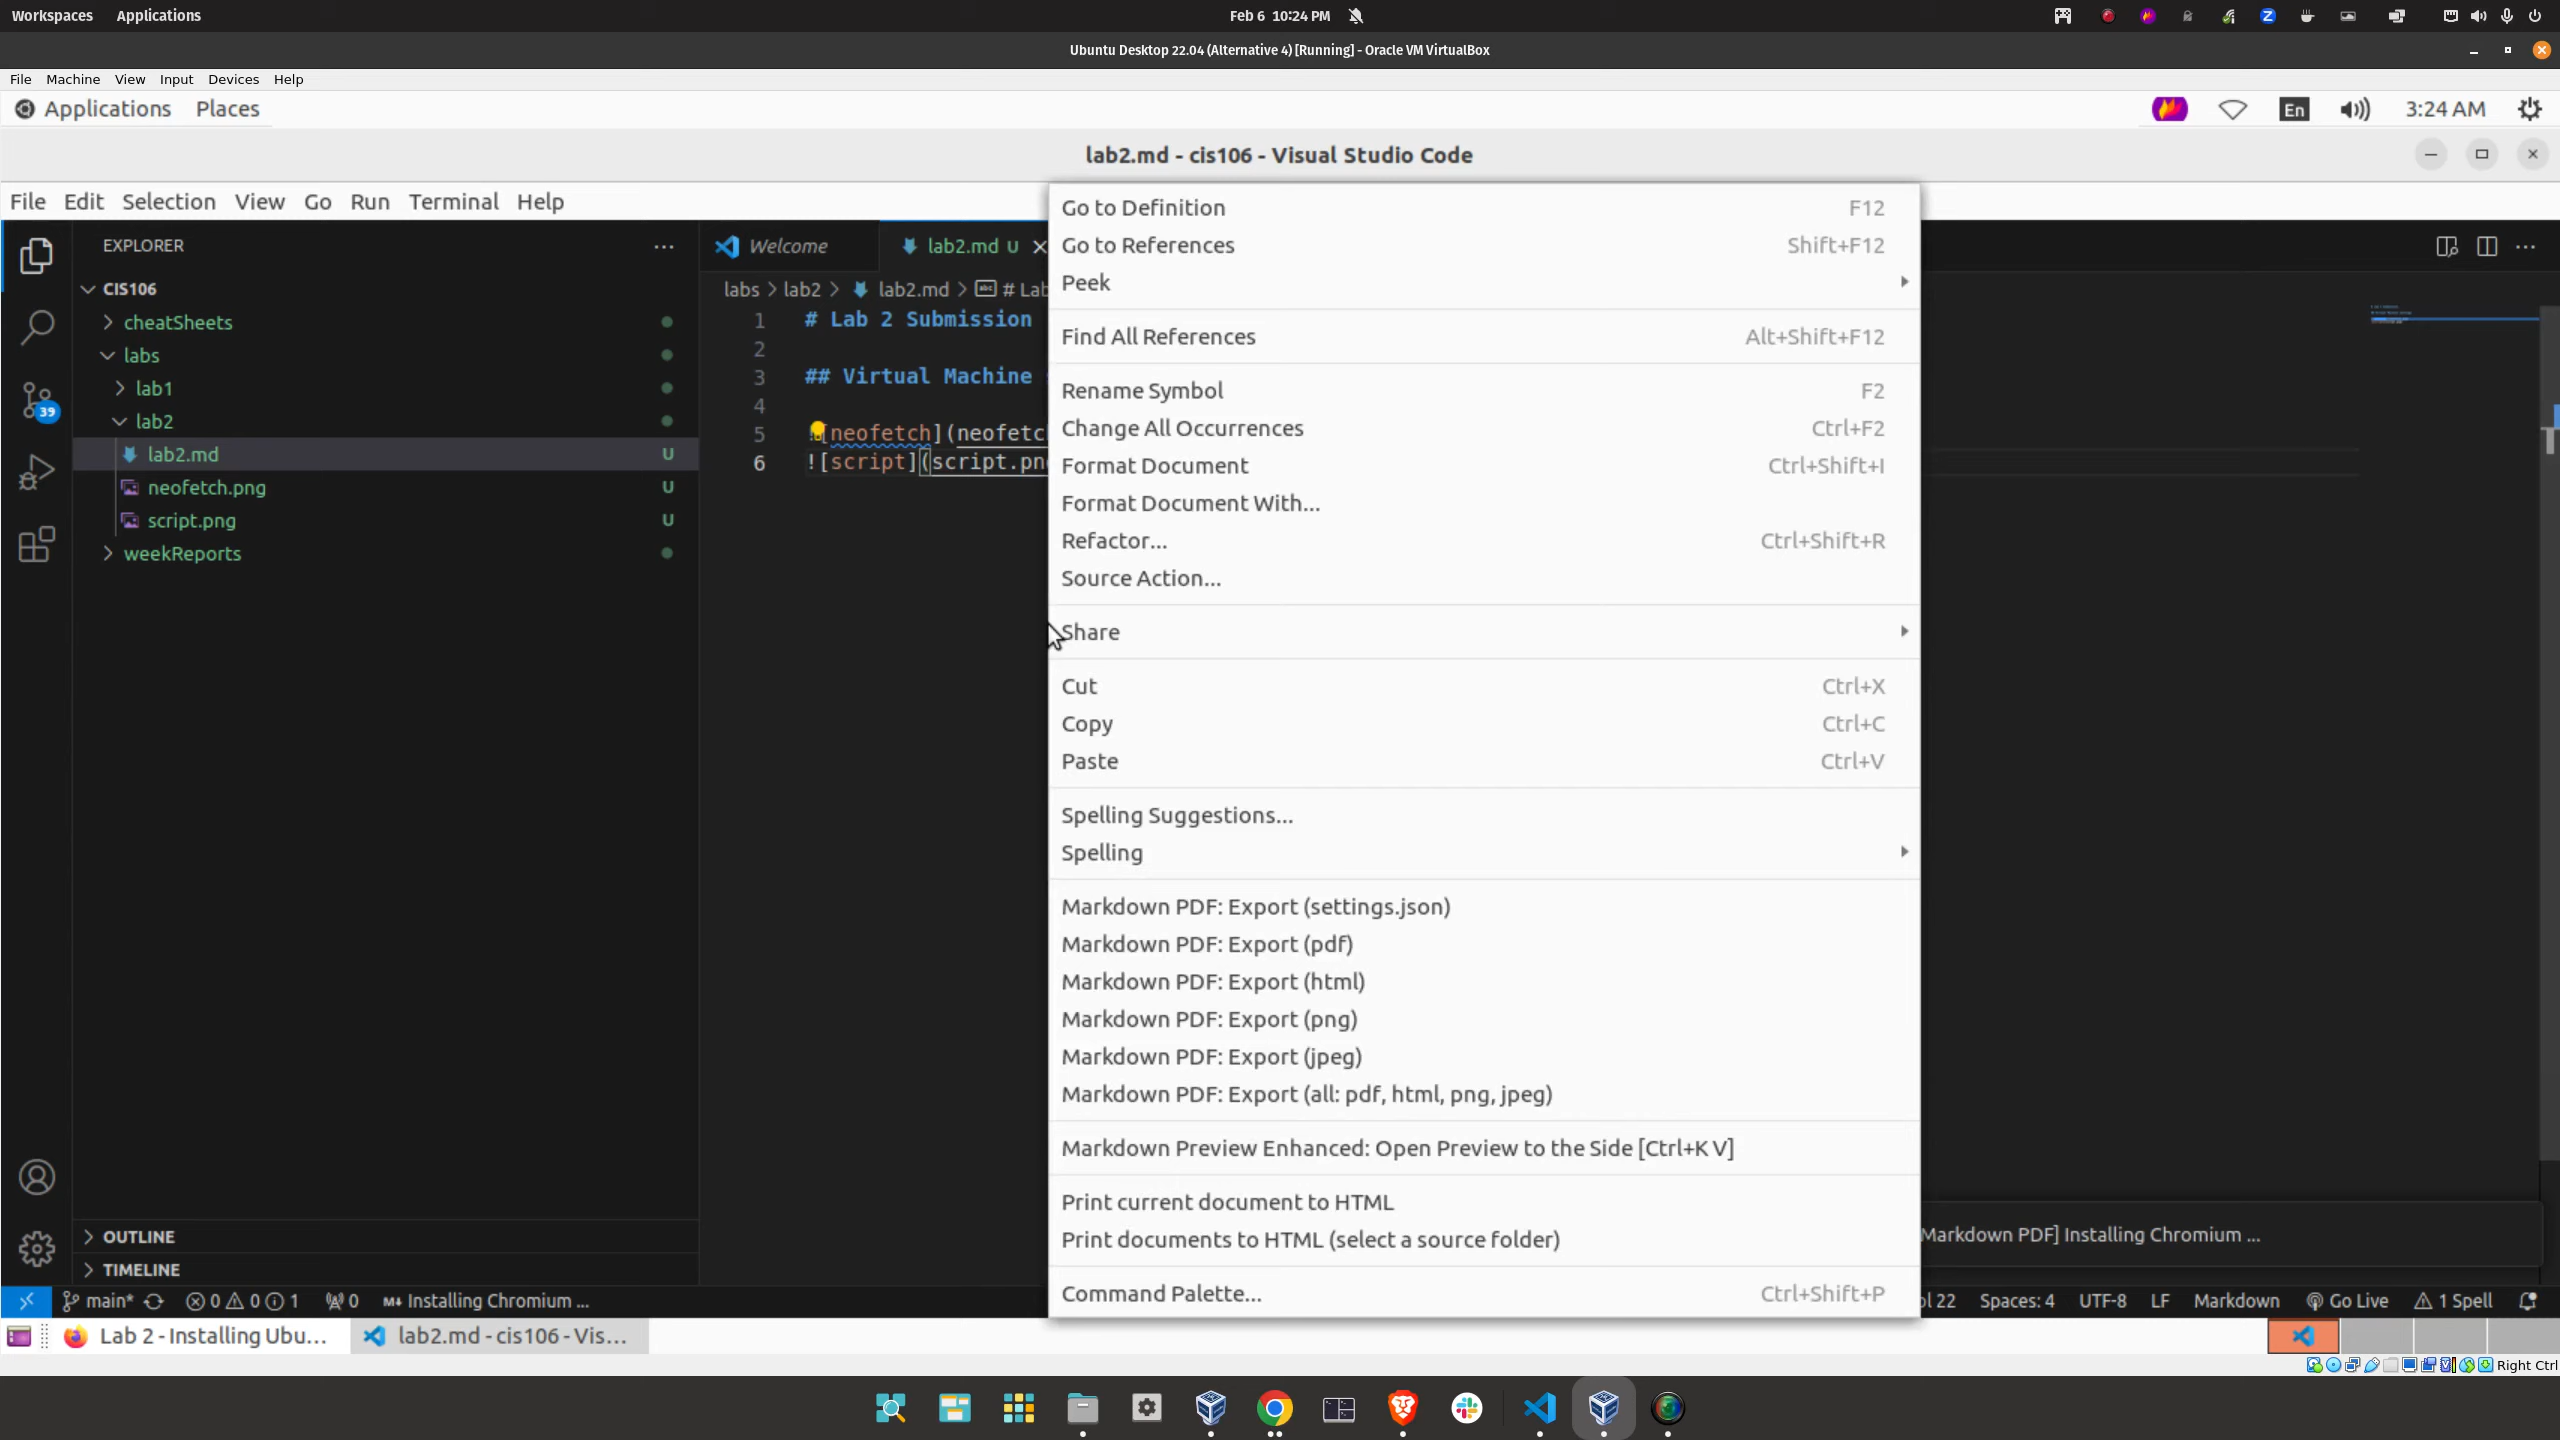 Workspaces Applications Feb 6 10:24 PM
Ubuntu Desktop 22.04 (Alternative 4) [Running] - Oracle VM VirtualBox
File Machine View Input Devices Help
Applications Places En 3:24 AM
lab2.md - cis106 - Visual Studio Code
File Edit Selection View Go Run Terminal Help
EXPLORER
CIS106
cheatSheets
labs
lab1
lab2
lab2.md U
neofetch.png U
script.png U
weekReports
39
OUTLINE
TIMELINE
Welcome lab2.md U
labs > lab2 > lab2.md > # Lab
1 # Lab 2 Submission
2
3 ## Virtual Machine
4
5 [neofetch](neofetc
6 ![script](script.pn
Go to Definition F12
Go to References Shift+F12
Peek
Find All References Alt+Shift+F12
Rename Symbol F2
Change All Occurrences Ctrl+F2
Format Document Ctrl+Shift+I
Format Document With...
Refactor... Ctrl+Shift+R
Source Action...
Share
Cut Ctrl+X
Copy Ctrl+C
Paste Ctrl+V
Spelling Suggestions...
Spelling
Markdown PDF: Export (settings.json)
Markdown PDF: Export (pdf)
Markdown PDF: Export (html)
Markdown PDF: Export (png)
Markdown PDF: Export (jpeg)
Markdown PDF: Export (all: pdf, html, png, jpeg)
Markdown Preview Enhanced: Open Preview to the Side [Ctrl+K V]
Print current document to HTML
Print documents to HTML (select a source folder)
Command Palette... Ctrl+Shift+P
Markdown PDF] Installing Chromium ...
main* 0 0 1 0 Installing Chromium ... ol 22 Spaces: 4 UTF-8 LF Markdown Go Live 1 Spell
Lab 2 - Installing Ubu... lab2.md - cis106 - Vis...
Right Ctrl